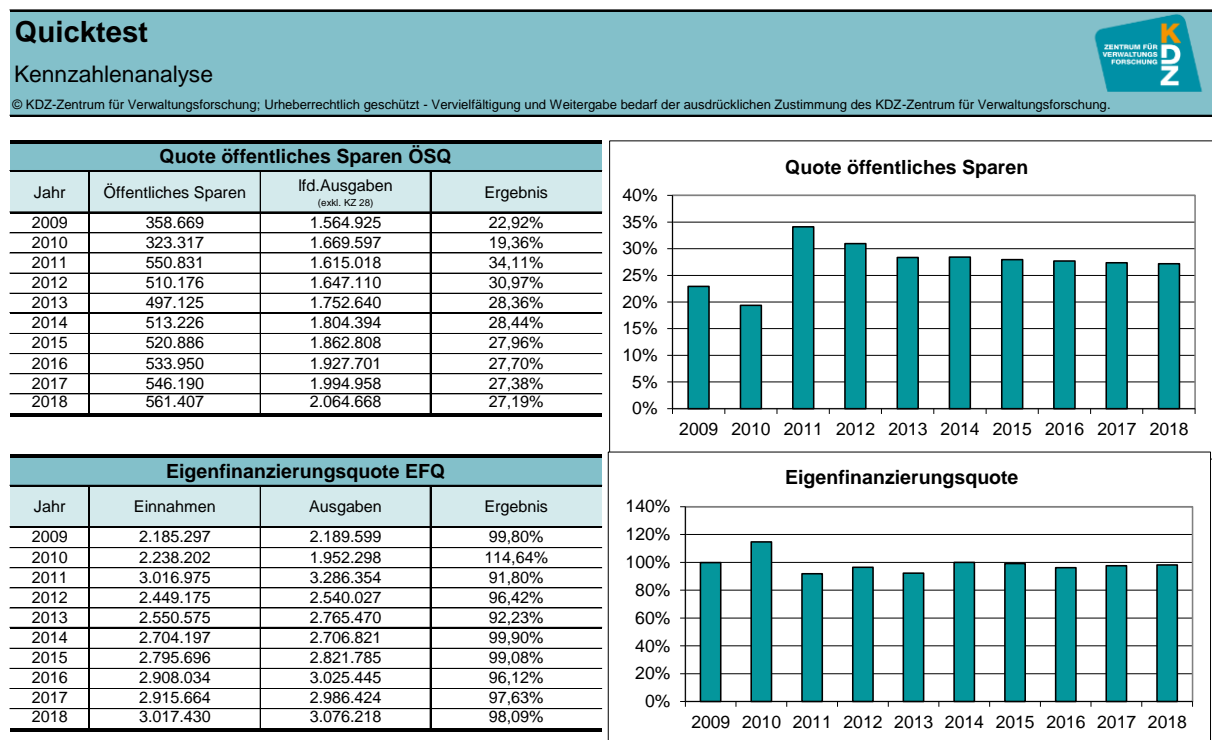 Quicktest
Kennzahlenanalyse
© KDZ-Zentrum für Verwaltungsforschung; Urheberrechtlich geschützt - Vervielfältigung und Weitergabe bedarf der ausdrücklichen Zustimmung des KDZ-Zentrum für Verwaltungsforschung.
ZENTRUM FÜR
VERWALTUNGS
FORSCHUNG
KDZ
Quote öffentliches Sparen ÖSQ
Jahr Öffentliches Sparen lfd.Ausgaben (exkl. KZ 28) Ergebnis
2009 358.669 1.564.925 22,92%
2010 323.317 1.669.597 19,36%
2011 550.831 1.615.018 34,11%
2012 510.176 1.647.110 30,97%
2013 497.125 1.752.640 28,36%
2014 513.226 1.804.394 28,44%
2015 520.886 1.862.808 27,96%
2016 533.950 1.927.701 27,70%
2017 546.190 1.994.958 27,38%
2018 561.407 2.064.668 27,19%
Quote öffentliches Sparen
40%
35%
30%
25%
20%
15%
10%
5%
0%
2009 2010 2011 2012 2013 2014 2015 2016 2017 2018
Eigenfinanzierungsquote EFQ
Jahr Einnahmen Ausgaben Ergebnis
2009 2.185.297 2.189.599 99,80%
2010 2.238.202 1.952.298 114,64%
2011 3.016.975 3.286.354 91,80%
2012 2.449.175 2.540.027 96,42%
2013 2.550.575 2.765.470 92,23%
2014 2.704.197 2.706.821 99,90%
2015 2.795.696 2.821.785 99,08%
2016 2.908.034 3.025.445 96,12%
2017 2.915.664 2.986.424 97,63%
2018 3.017.430 3.076.218 98,09%
Eigenfinanzierungsquote
140%
120%
100%
80%
60%
40%
20%
0%
2009 2010 2011 2012 2013 2014 2015 2016 2017 2018